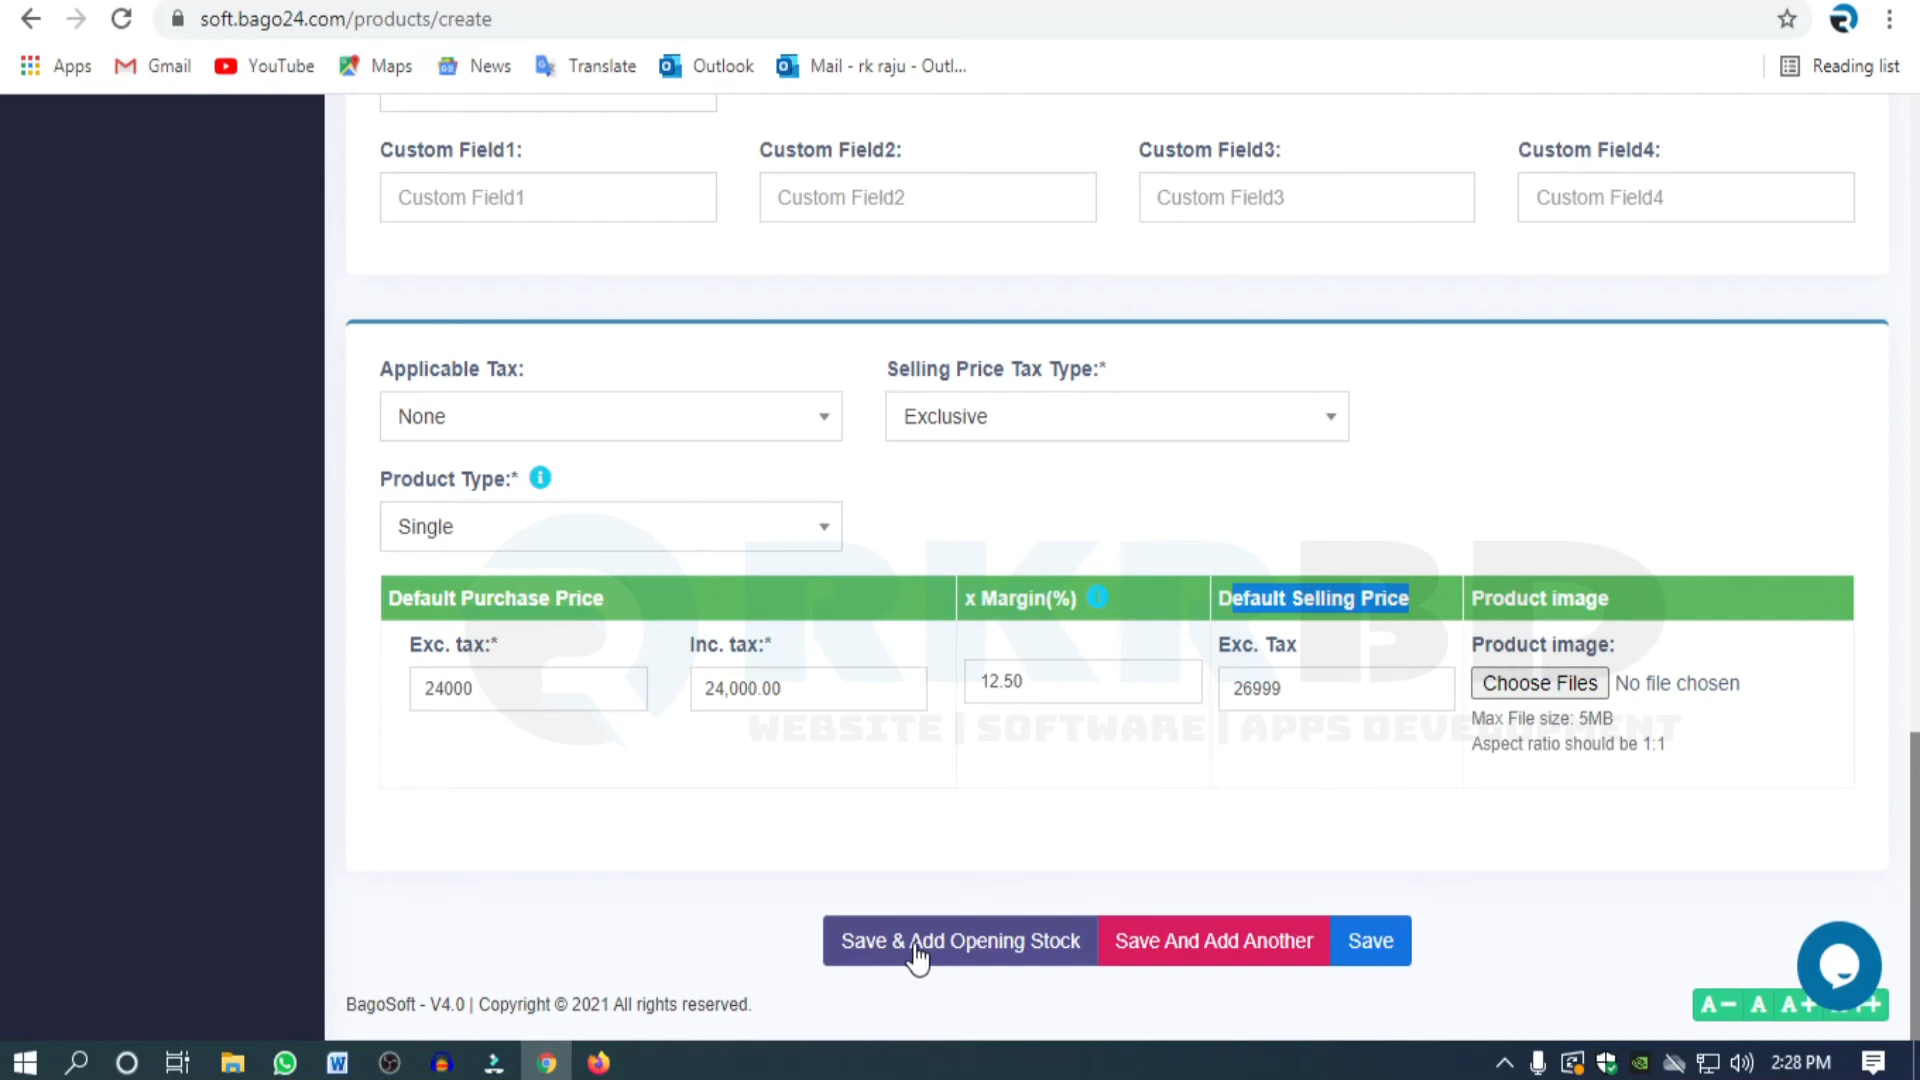 soft.bago24.com/products/create
Apps Gmail YouTube Maps News Translate Outlook Mail - rk raju - Outl... Reading list
Custom Field1: Custom Field2: Custom Field3: Custom Field4:
Custom Field1 Custom Field2 Custom Field3 Custom Field4
Applicable Tax: Selling Price Tax Type:*
None Exclusive
Product Type:*
Single
RKRBD
Default Purchase Price x Margin(%) Default Selling Price Product image
Exc. tax:* Inc. tax:* Exc. Tax Product image:
24000 24,000.00 12.50 26999 Choose Files No file chosen
WEBSITE | SOFTWARE | APPS DEVELOPMENT
Max File size: 5MB
Aspect ratio should be 1:1
Save & Add Opening Stock Save And Add Another Save
BagoSoft - V4.0 | Copyright © 2021 All rights reserved.
A- A A+
2:28 PM